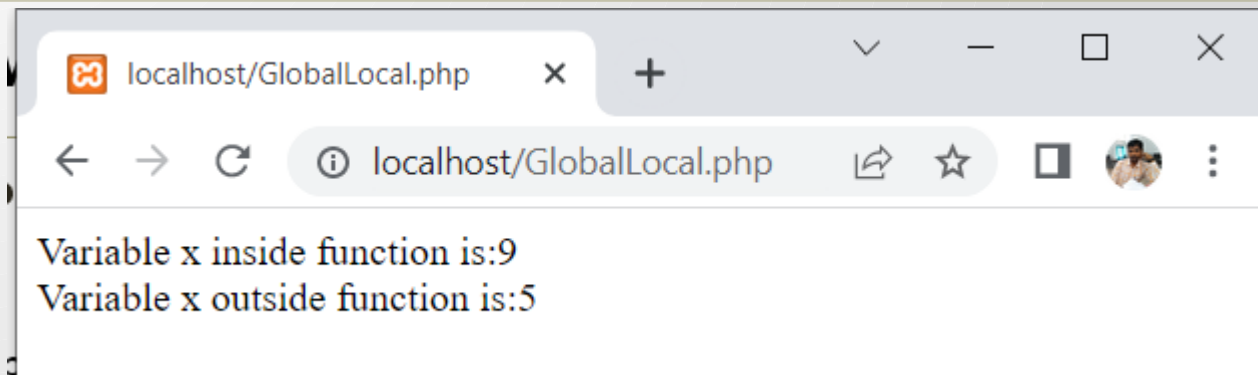 localhost/GlobalLocal.php
localhost/GlobalLocal.php
Variable x inside function is:9
Variable x outside function is:5